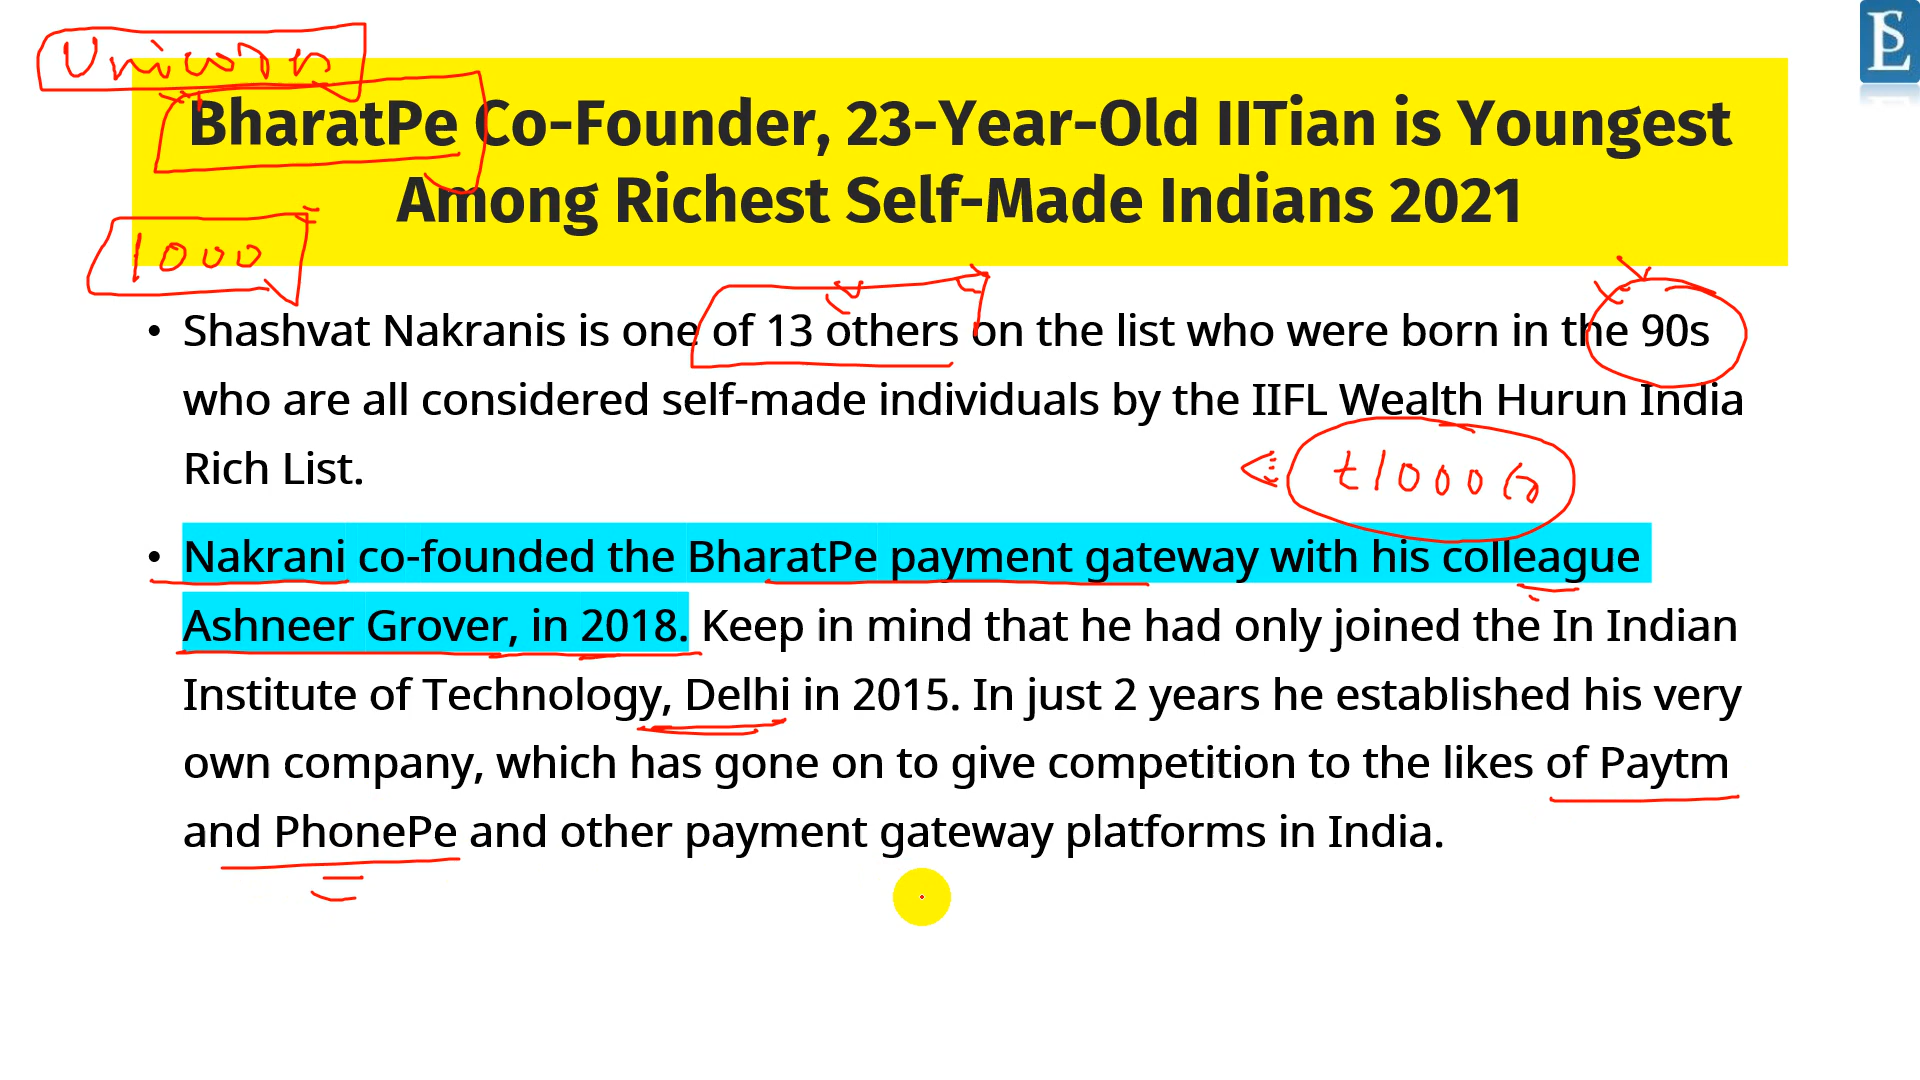 Unicorn
BharatPe Co-Founder, 23-Year-Old IITian is Youngest
Among Richest Self-Made Indians 2021
1000
• Shashvat Nakranis is one of 13 others on the list who were born in the 90s
who are all considered self-made individuals by the IIFL Wealth Hurun India
Rich List.
₹1000 Cr
• Nakrani co-founded the BharatPe payment gateway with his colleague
Ashneer Grover, in 2018. Keep in mind that he had only joined the In Indian
Institute of Technology, Delhi in 2015. In just 2 years he established his very
own company, which has gone on to give competition to the likes of Paytm
and PhonePe and other payment gateway platforms in India.